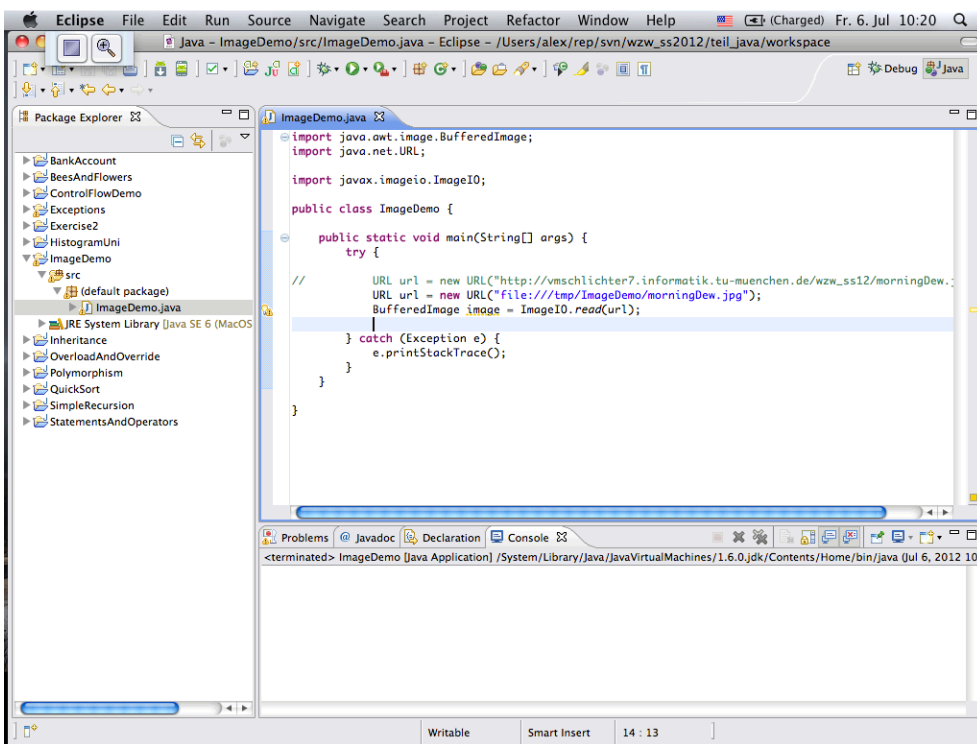 Eclipse File Edit Run Source Navigate Search Project Refactor Window Help (Charged) Fr. 6. Jul 10:20
Java – ImageDemo/src/ImageDemo.java – Eclipse – /Users/alex/rep/svn/wzw_ss2012/teil_java/workspace
Debug Java
Package Explorer
BankAccount
BeesAndFlowers
ControlFlowDemo
Exceptions
Exercise2
HistogramUni
ImageDemo
src
(default package)
ImageDemo.java
JRE System Library [Java SE 6 (MacOS
Inheritance
OverloadAndOverride
Polymorphism
QuickSort
SimpleRecursion
StatementsAndOperators
ImageDemo.java
import java.awt.image.BufferedImage;
import java.net.URL;
import javax.imageio.ImageIO;
public class ImageDemo {
public static void main(String[] args) {
try {
// URL url = new URL("http://vmschlichter7.informatik.tu-muenchen.de/wzw_ss12/morningDew.j
URL url = new URL("file:///tmp/ImageDemo/morningDew.jpg");
BufferedImage image = ImageIO.read(url);
} catch (Exception e) {
e.printStackTrace();
}
}
}
Problems @ Javadoc Declaration Console
<terminated> ImageDemo [Java Application] /System/Library/Java/JavaVirtualMachines/1.6.0.jdk/Contents/Home/bin/java (Jul 6, 2012 10
Writable Smart Insert 14 : 13